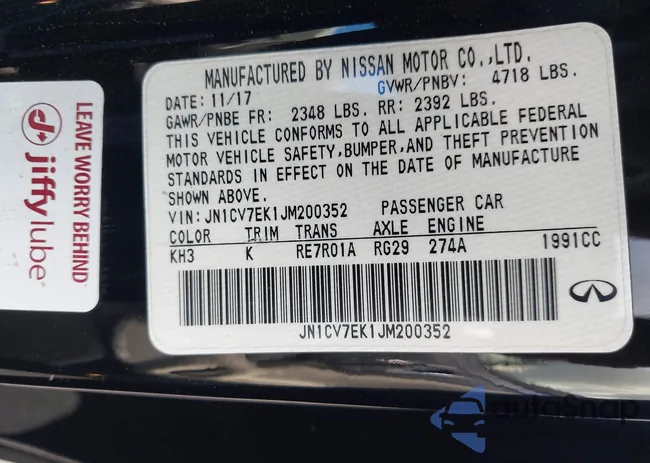 MANUFACTURED BY NISSAN MOTOR CO.,LTD.
DATE: 11/17 GVWR/PNBV: 4718 LBS.
GAWR/PNBE FR: 2348 LBS. RR: 2392 LBS.
THIS VEHICLE CONFORMS TO ALL APPLICABLE FEDERAL
MOTOR VEHICLE SAFETY,BUMPER,AND THEFT PREVENTION
STANDARDS IN EFFECT ON THE DATE OF MANUFACTURE
SHOWN ABOVE.
VIN:JN1CV7EK1JM200352 PASSENGER CAR
COLOR TRIM TRANS AXLE ENGINE
KH3 K RE7R01A RG29 274A 1991CC
JN1CV7EK1JM200352
LEAVE WORRY BEHIND
jiffy lube
autoSnap